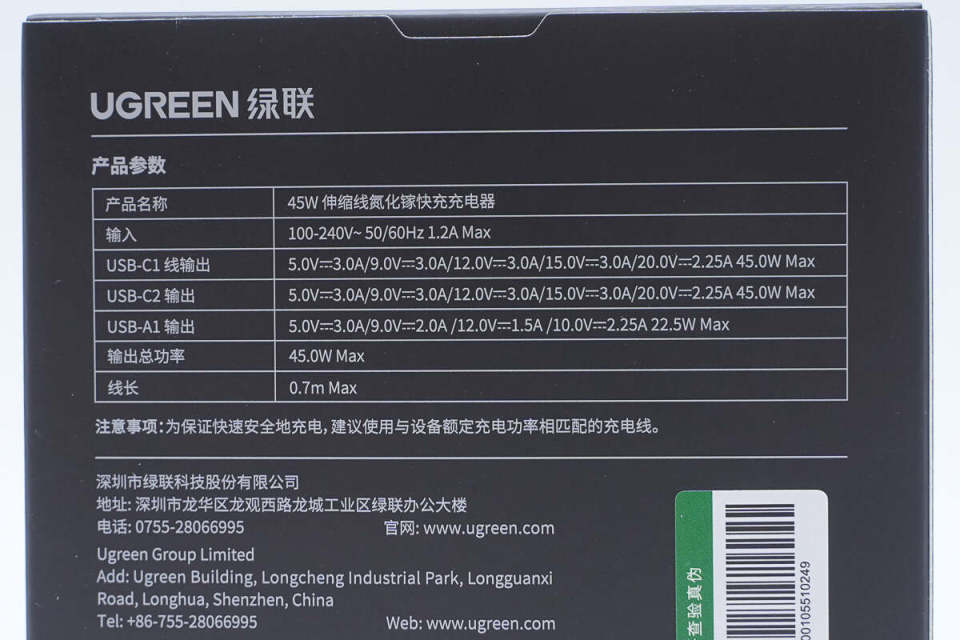 UGREEN 绿联
产品参数
产品名称 45W 伸缩线氮化镓快充充电器
输入 100-240V~ 50/60Hz 1.2A Max
USB-C1 线输出 5.0V⎓3.0A/9.0V⎓3.0A/12.0V⎓3.0A/15.0V⎓3.0A/20.0V⎓2.25A 45.0W Max
USB-C2 输出 5.0V⎓3.0A/9.0V⎓3.0A/12.0V⎓3.0A/15.0V⎓3.0A/20.0V⎓2.25A 45.0W Max
USB-A1 输出 5.0V⎓3.0A/9.0V⎓2.0A /12.0V⎓1.5A /10.0V⎓2.25A 22.5W Max
输出总功率 45.0W Max
线长 0.7m Max
注意事项:为保证快速安全地充电,建议使用与设备额定充电功率相匹配的充电线。
深圳市绿联科技股份有限公司
地址: 深圳市龙华区龙观西路龙城工业区绿联办公大楼
电话: 0755-28066995 官网: www.ugreen.com
Ugreen Group Limited
Add: Ugreen Building, Longcheng Industrial Park, Longguanxi
Road, Longhua, Shenzhen, China
Tel: +86-755-28066995 Web: www.ugreen.com
查验真伪
00105510249